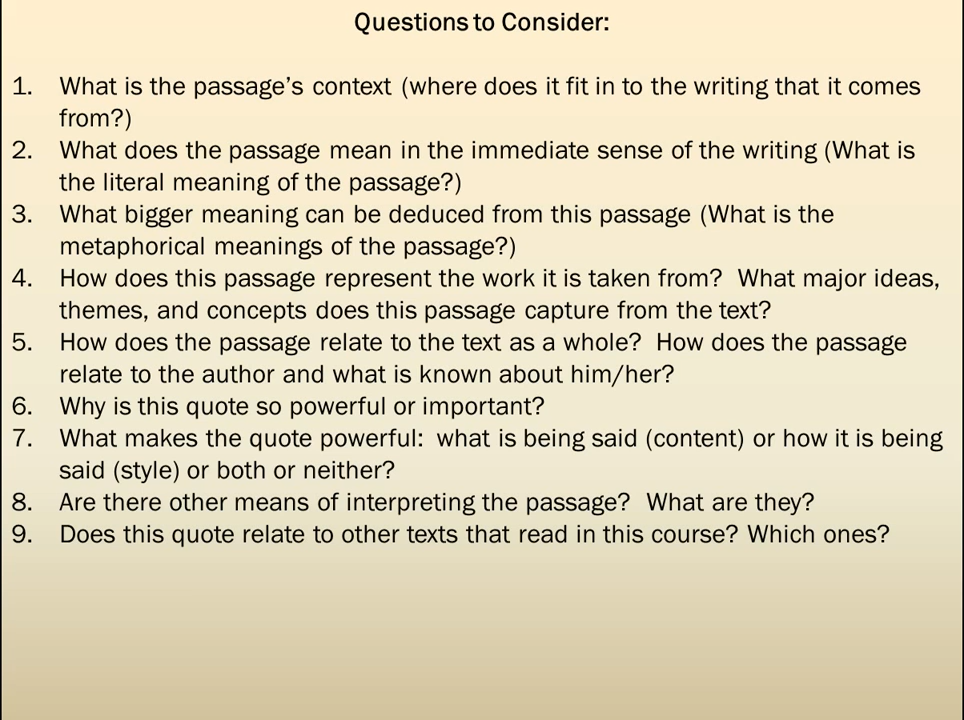 Questions to Consider:
1. What is the passage’s context (where does it fit in to the writing that it comes
from?)
2. What does the passage mean in the immediate sense of the writing (What is
the literal meaning of the passage?)
3. What bigger meaning can be deduced from this passage (What is the
metaphorical meanings of the passage?)
4. How does this passage represent the work it is taken from?  What major ideas,
themes, and concepts does this passage capture from the text?
5. How does the passage relate to the text as a whole?  How does the passage
relate to the author and what is known about him/her?
6. Why is this quote so powerful or important?
7. What makes the quote powerful:  what is being said (content) or how it is being
said (style) or both or neither?
8. Are there other means of interpreting the passage?  What are they?
9. Does this quote relate to other texts that read in this course? Which ones?